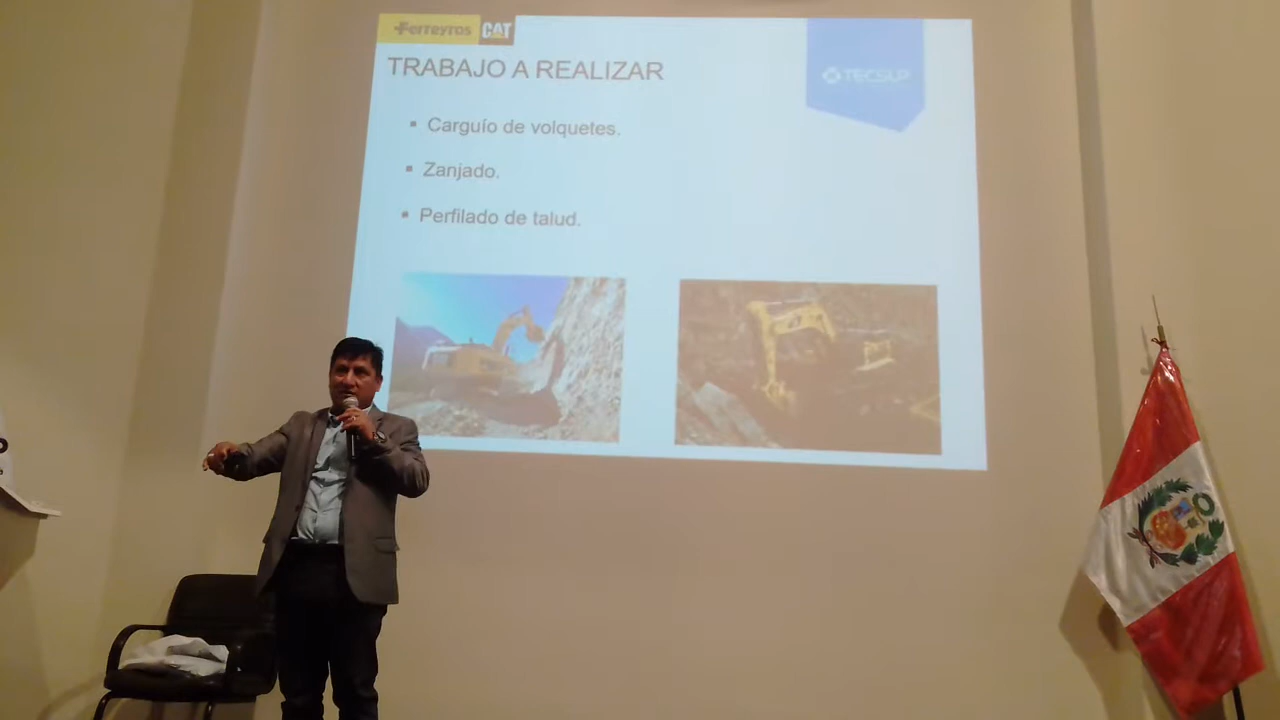 Ferreyros CAT
TECSUP
TRABAJO A REALIZAR
▪ Carguío de volquetes.
▪ Zanjado.
▪ Perfilado de talud.